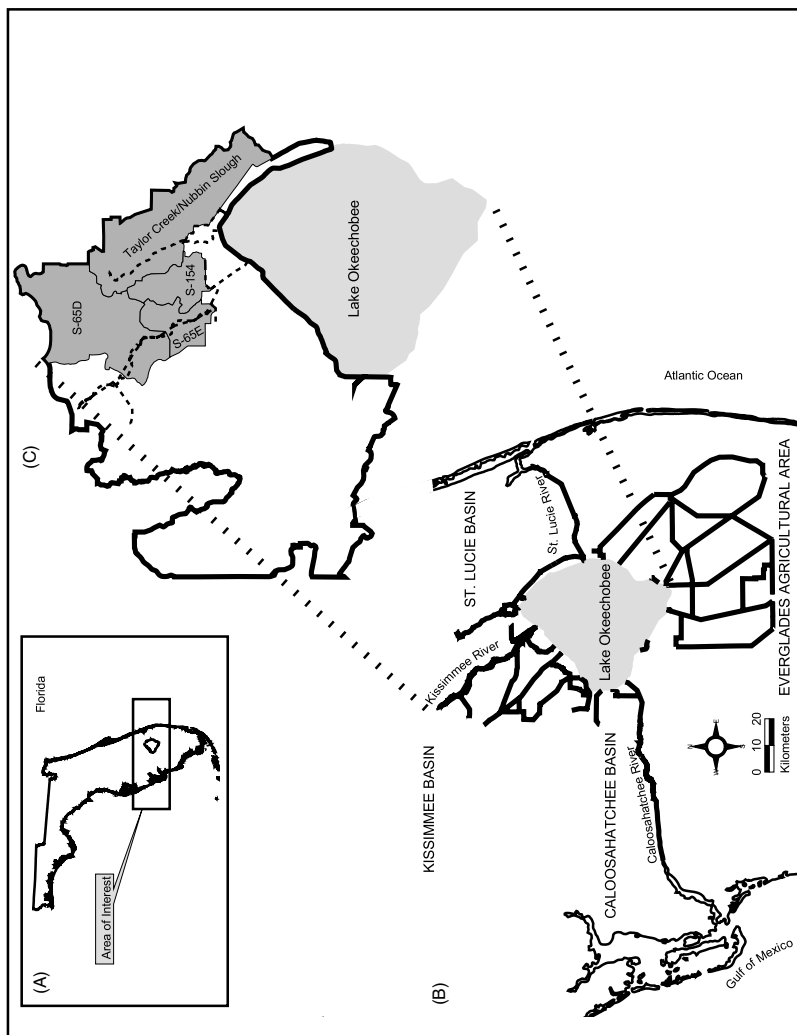 (A)
Florida
Area of Interest
(B)
KISSIMMEE BASIN
ST. LUCIE BASIN
Kissimmee River
St. Lucie River
Atlantic Ocean
Lake Okeechobee
CALOOSAHATCHEE BASIN
Caloosahatchee River
Gulf of Mexico
EVERGLADES AGRICULTURAL AREA
N
E
S
W
0 10 20
Kilometers
(C)
S-65D
S-65E
S-154
Taylor Creek/Nubbin Slough
Lake Okeechobee